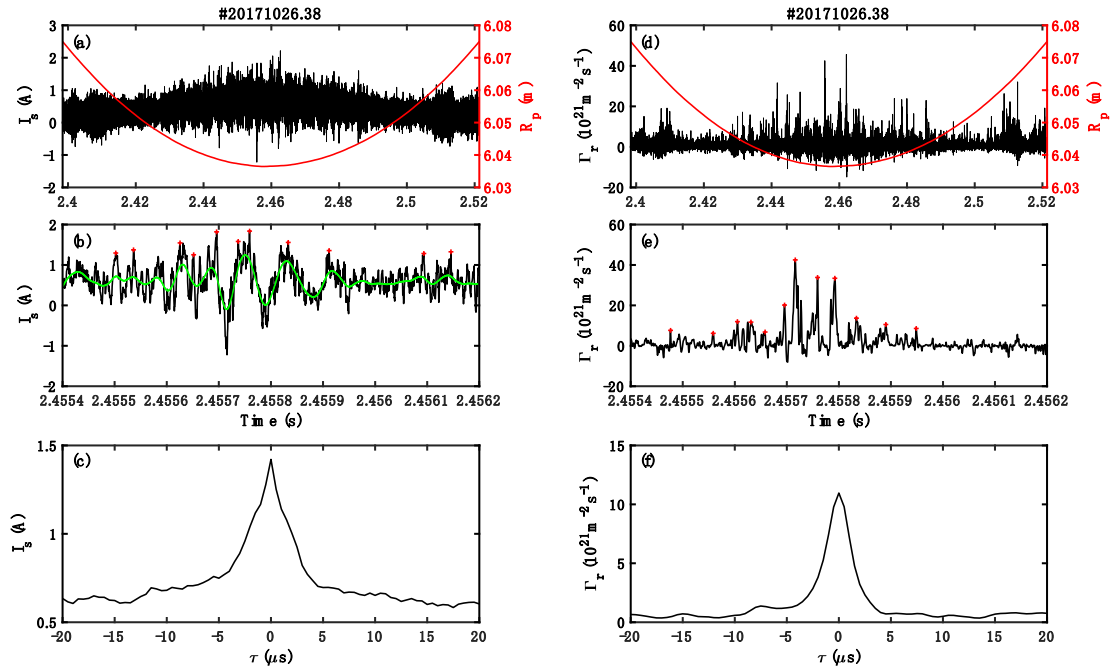 #20171026.38
(a)
I_s (A)
3
2
1
0
-1
-2
2.4 2.42 2.44 2.46 2.48 2.5 2.52
6.08
6.07
6.06
6.05
6.04
6.03
R_p (m)
#20171026.38
(d)
Γ_r (10^21 m^-2 s^-1)
60
40
20
0
-20
2.4 2.42 2.44 2.46 2.48 2.5 2.52
6.08
6.07
6.06
6.05
6.04
6.03
R_p (m)
(b)
I_s (A)
2
1
0
-1
-2
2.4554 2.4555 2.4556 2.4557 2.4558 2.4559 2.456 2.4561 2.4562
Time (s)
(e)
Γ_r (10^21 m^-2 s^-1)
60
40
20
0
-20
2.4554 2.4555 2.4556 2.4557 2.4558 2.4559 2.456 2.4561 2.4562
Time (s)
(c)
I_s (A)
1.5
1
0.5
-20 -15 -10 -5 0 5 10 15 20
τ (μs)
(f)
Γ_r (10^21 m^-2 s^-1)
15
10
5
0
-20 -15 -10 -5 0 5 10 15 20
τ (μs)